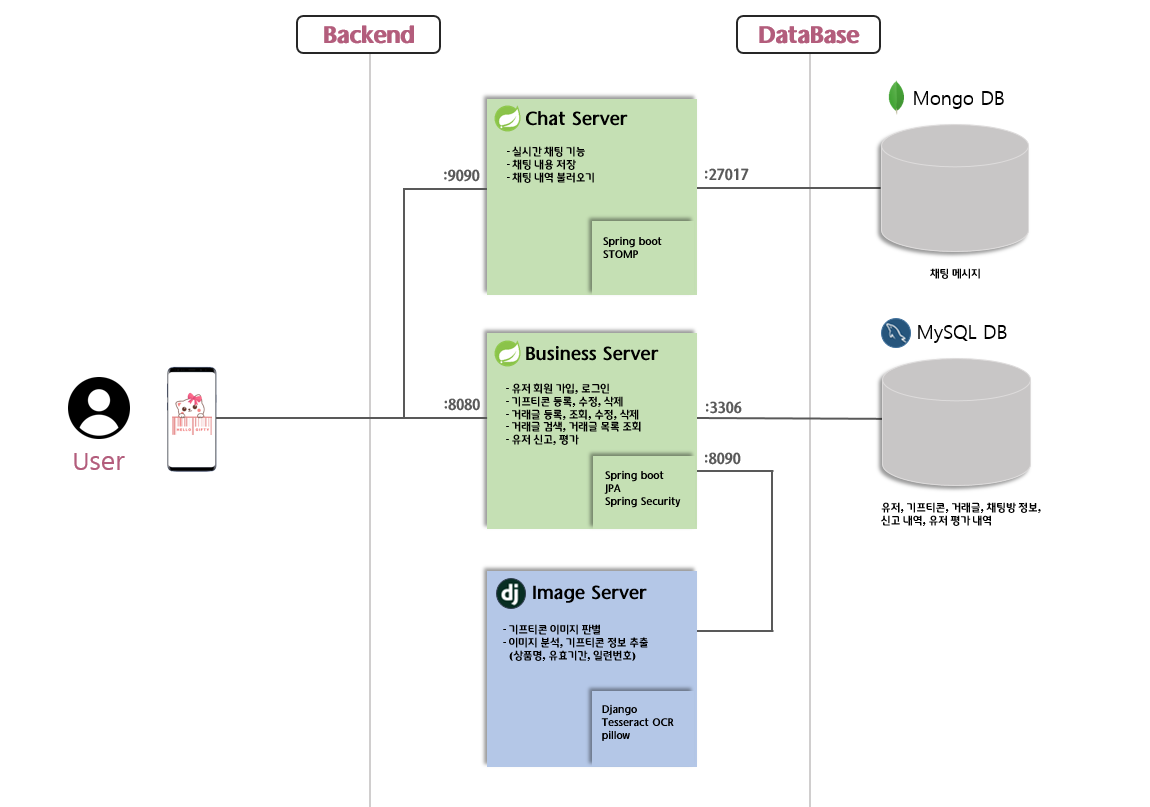 Backend
DataBase
Mongo DB
Chat Server
- 실시간 채팅 기능
- 채팅 내용 저장
- 채팅 내역 불러오기
:9090
:27017
Spring boot
STOMP
채팅 메시지
MySQL DB
Business Server
- 유저 회원 가입, 로그인
- 기프티콘 등록, 수정, 삭제
- 거래글 등록, 조회, 수정, 삭제
- 거래글 검색, 거래글 목록 조회
- 유저 신고, 평가
:8080
:3306
:8090
Spring boot
JPA
Spring Security
HELLO GIFTY
User
유저, 기프티콘, 거래글, 채팅방 정보,
신고 내역, 유저 평가 내역
dj
Image Server
- 기프티콘 이미지 판별
- 이미지 분석, 기프티콘 정보 추출
(상품명, 유효기간, 일련번호)
Django
Tesseract OCR
pillow